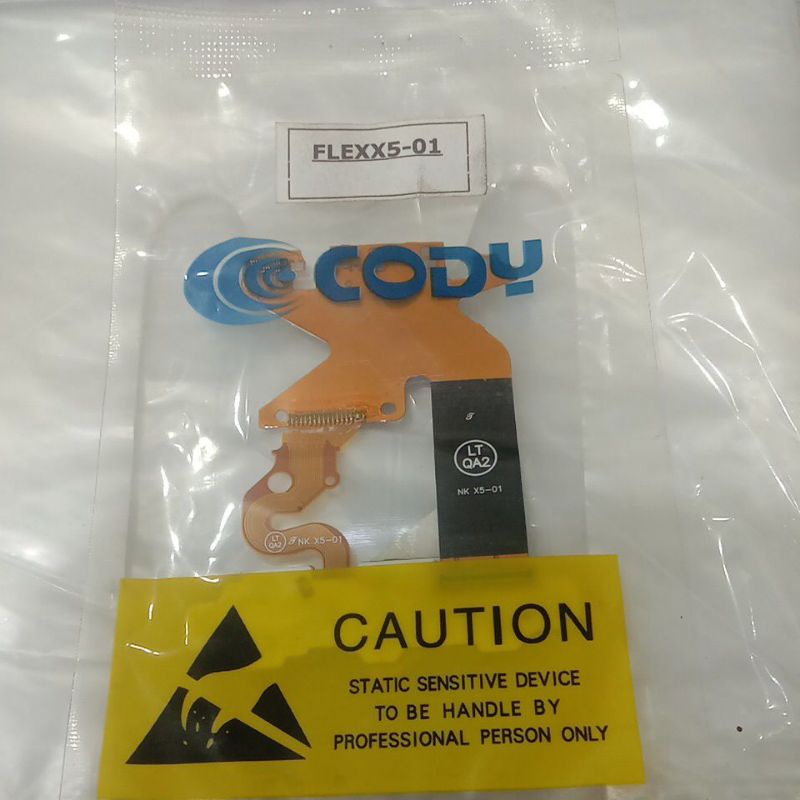 FLEXX5-01
CODY
LT
QA2
NK X5-01
LT
QA2
NK X5-01
CAUTION
STATIC SENSITIVE DEVICE
TO BE HANDLE BY
PROFESSIONAL PERSON ONLY